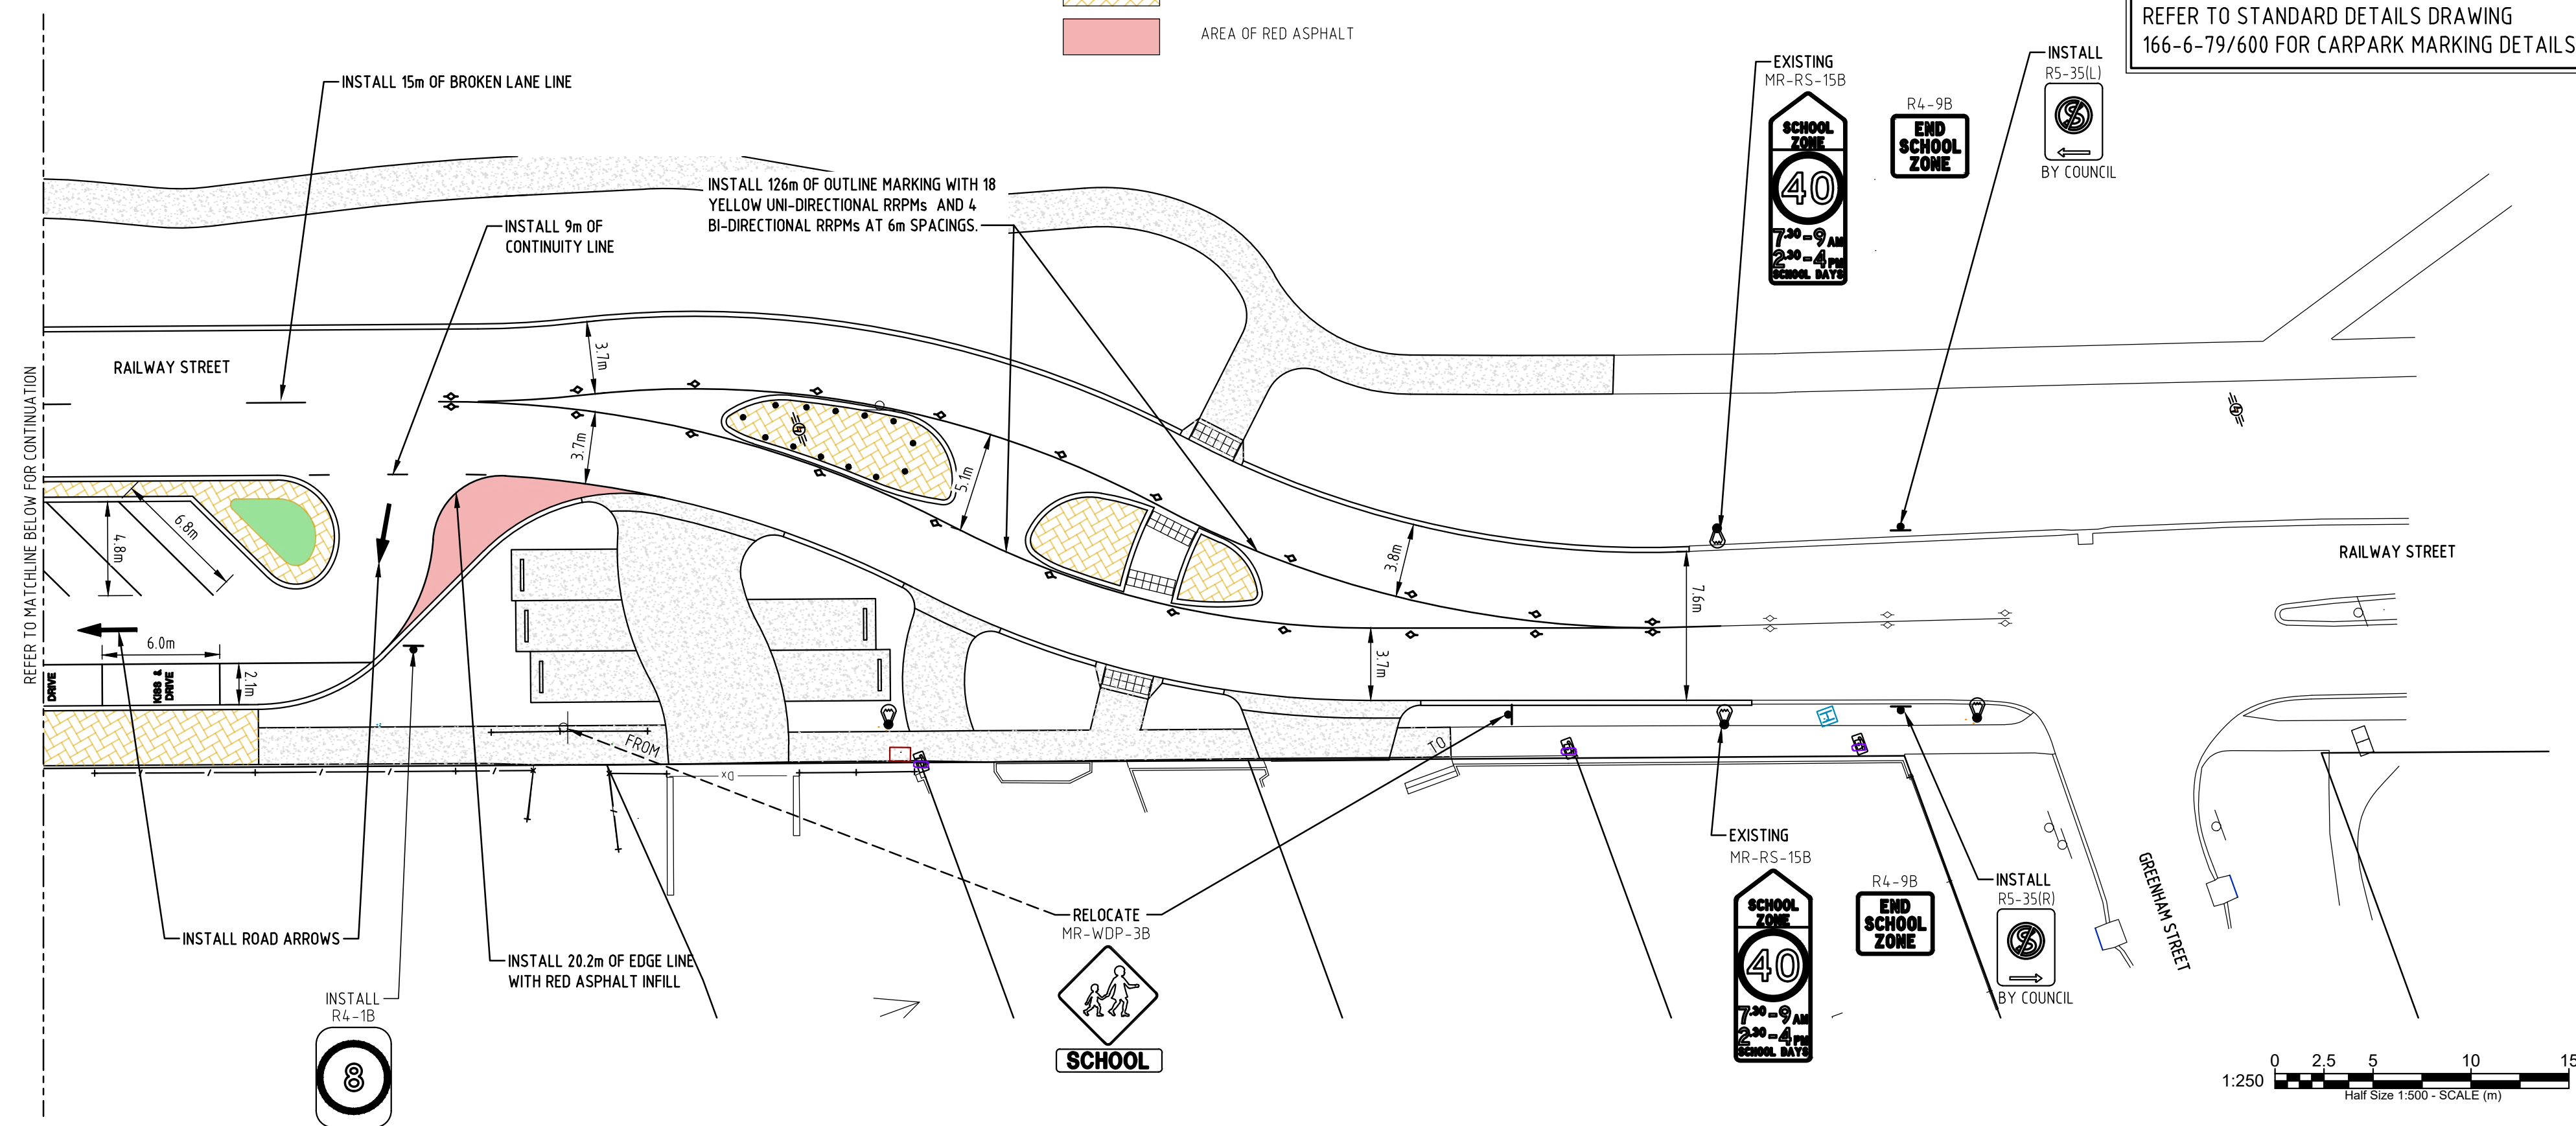 REFER TO STANDARD DETAILS DRAWING
166-6-79/600 FOR CARPARK MARKING DETAILS
AREA OF RED ASPHALT
INSTALL 15m OF BROKEN LANE LINE
EXISTING
MR-RS-15B
SCHOOL
ZONE
40
7.30-9 AM
2.30-4 PM
SCHOOL DAYS
R4-9B
END
SCHOOL
ZONE
INSTALL
R5-35(L)
S
BY COUNCIL
INSTALL 126m OF OUTLINE MARKING WITH 18
YELLOW UNI-DIRECTIONAL RRPMs AND 4
BI-DIRECTIONAL RRPMs AT 6m SPACINGS.
INSTALL 9m OF
CONTINUITY LINE
RAILWAY STREET
REFER TO MATCHLINE BELOW FOR CONTINUATION
3.7m
3.7m
5.1m
3.8m
7.6m
3.7m
6.8m
4.8m
6.0m
2.1m
DRIVE
KISS &
DRIVE
RAILWAY STREET
FROM
TO
INSTALL ROAD ARROWS
INSTALL 20.2m OF EDGE LINE
WITH RED ASPHALT INFILL
INSTALL
R4-1B
8
RELOCATE
MR-WDP-3B
SCHOOL
EXISTING
MR-RS-15B
SCHOOL
ZONE
40
7.30-9 AM
2.30-4 PM
SCHOOL DAYS
R4-9B
END
SCHOOL
ZONE
INSTALL
R5-35(R)
S
BY COUNCIL
GREENHAM STREET
0 2.5 5 10 15
1:250
Half Size 1:500 - SCALE (m)